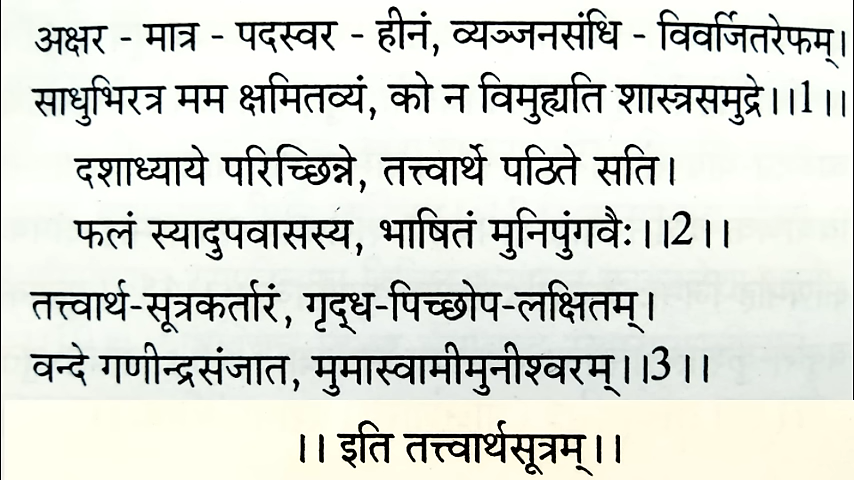 अक्षर - मात्र - पदस्वर - हीनं, व्यञ्जनसंधि - विवर्जितरेफम्।
साधुभिरत्र मम क्षमितव्यं, को न विमुह्यति शास्त्रसमुद्रे।।1।।
दशाध्याये परिच्छिन्ने, तत्त्वार्थे पठिते सति।
फलं स्यादुपवासस्य, भाषितं मुनिपुंगवैः।।2।।
तत्त्वार्थ-सूत्रकर्तारं, गृद्ध-पिच्छोप-लक्षितम्।
वन्दे गणीन्द्रसंजात, मुमास्वामीमुनीश्वरम्।।3।।
।। इति तत्त्वार्थसूत्रम्।।